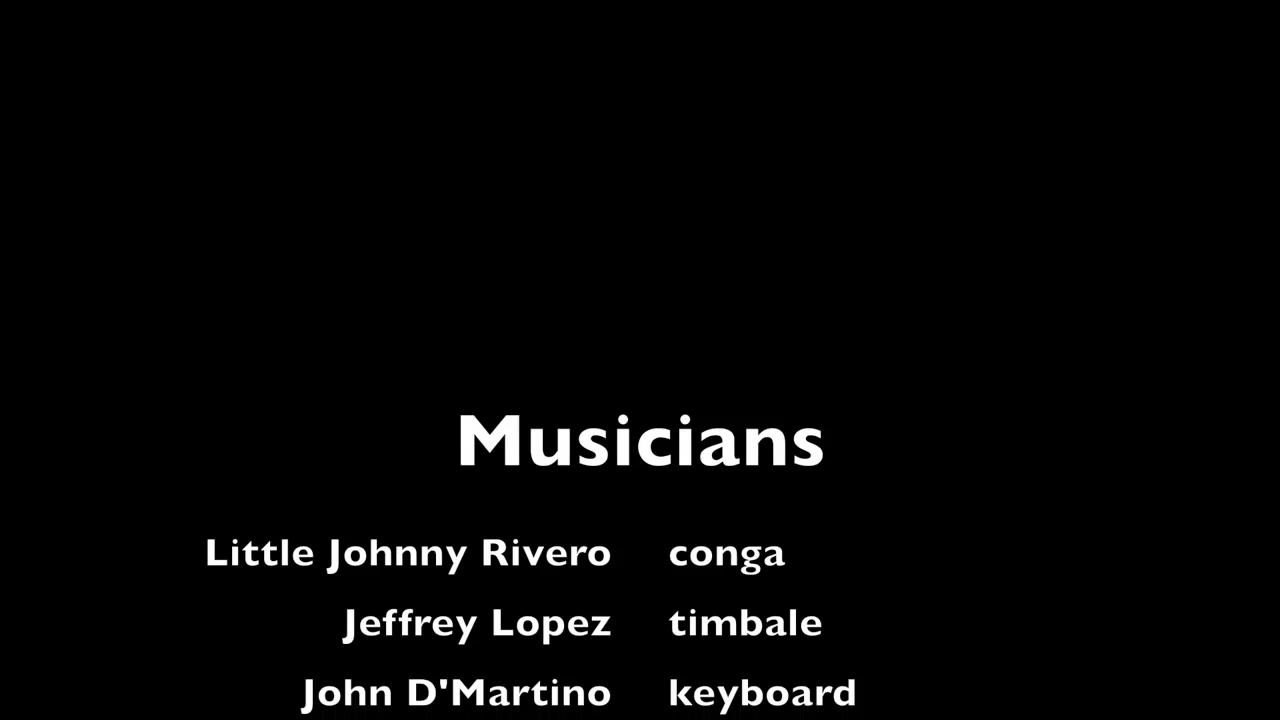 Musicians
Little Johnny Rivero conga
Jeffrey Lopez timbale
John D'Martino keyboard